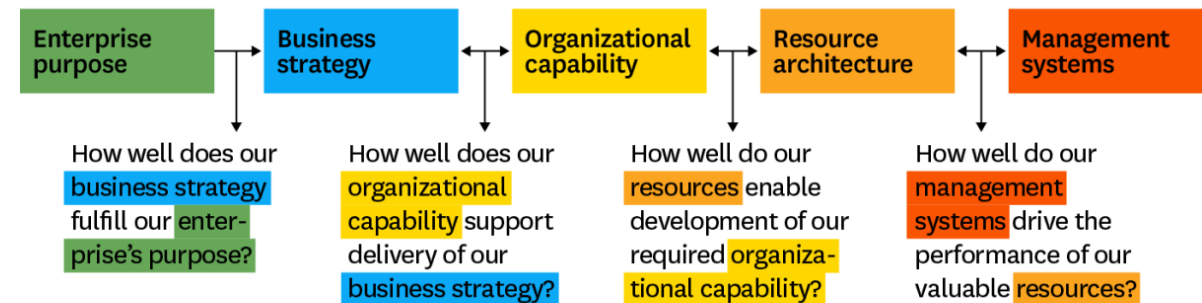 Enterprise
purpose
Business
strategy
Organizational
capability
Resource
architecture
Management
systems
How well does our
business strategy
fulfill our enter-
prise's purpose?
How well does our
organizational
capability support
delivery of our
business strategy?
How well do our
resources enable
development of our
required organiza-
tional capability?
How well do our
management
systems drive the
performance of our
valuable resources?